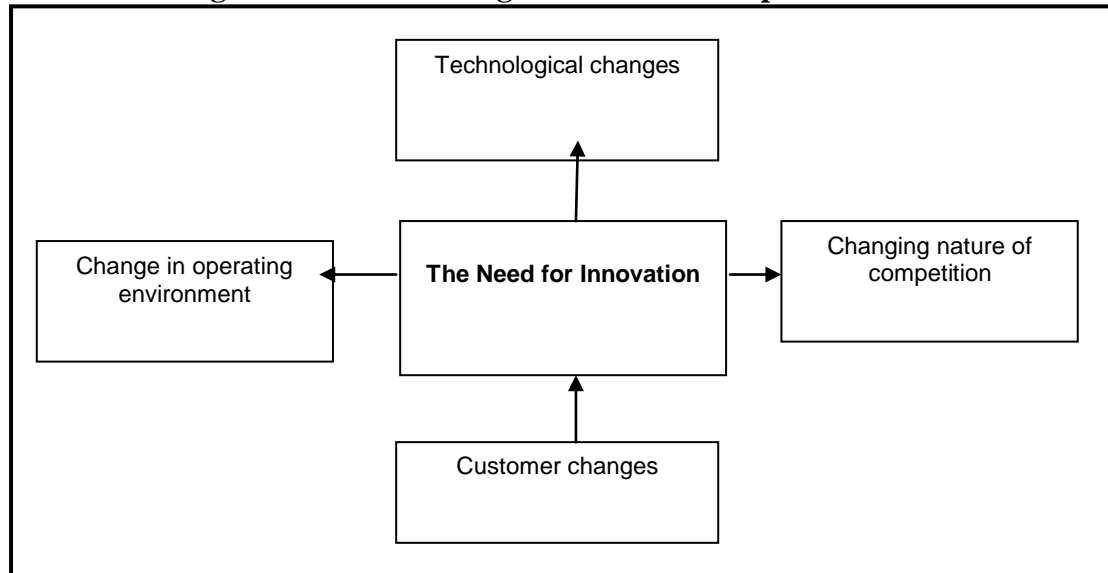 Technological changes
Change in operating
environment
The Need for Innovation
Changing nature of
competition
Customer changes